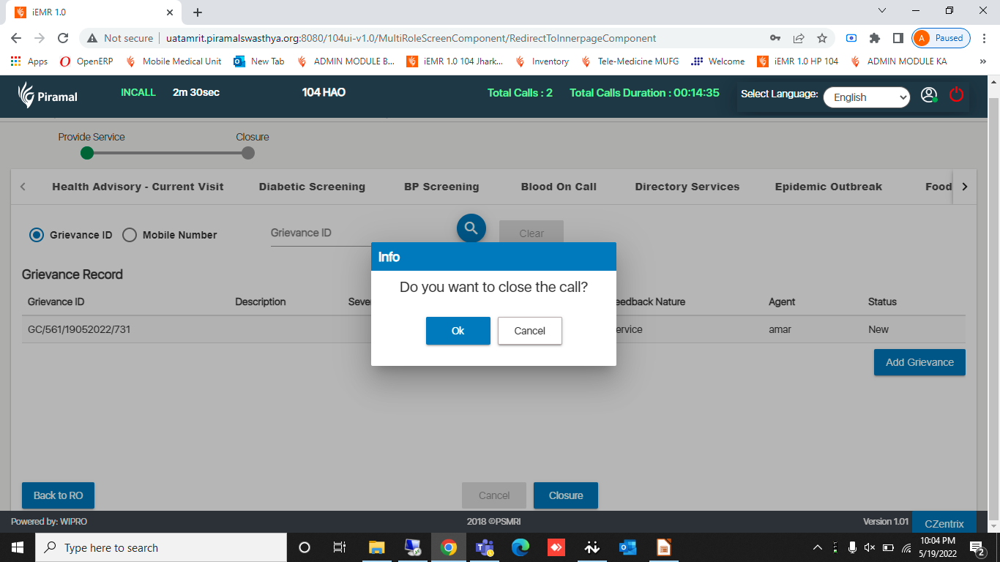 iEMR 1.0
Not secure uatamrit.piramalswasthya.org:8080/104ui-v1.0/MultiRoleScreenComponent/RedirectToInnerpageComponent A Paused
Apps OpenERP Mobile Medical Unit New Tab ADMIN MODULE B... iEMR 1.0 104 Jhark... Inventory Tele-Medicine MUFG Welcome iEMR 1.0 HP 104 ADMIN MODULE KA »
Piramal INCALL 2m 30sec 104 HAO Total Calls : 2 Total Calls Duration : 00:14:35 Select Language: English
Provide Service Closure
Health Advisory - Current Visit Diabetic Screening BP Screening Blood On Call Directory Services Epidemic Outbreak Food
Grievance ID Mobile Number Grievance ID Clear
Info
Do you want to close the call?
Ok Cancel
Grievance Record
Grievance ID Description Seve eedback Nature Agent Status
GC/561/19052022/731 ervice amar New
Add Grievance
Back to RO Cancel Closure
Powered by: WIPRO 2018 ©PSMRI Version 1.01 CZentrix
Type here to search 10:04 PM
5/19/2022 2